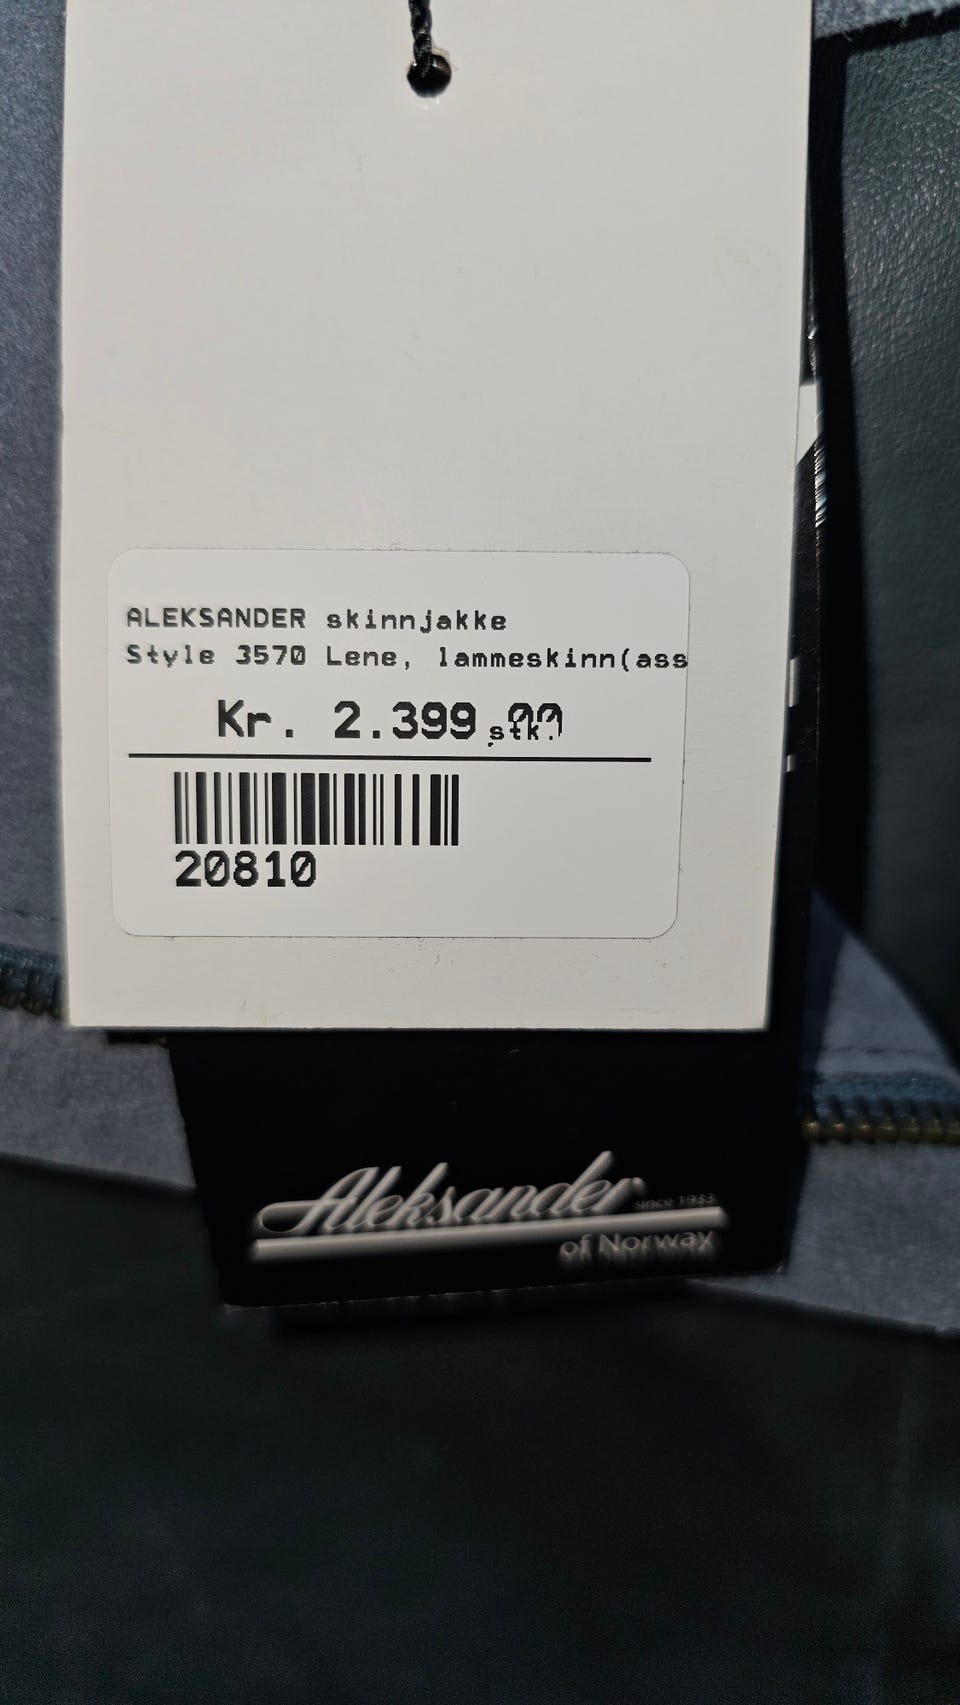 ALEKSANDER skinnjakke
Style 3570 Lene, lammeskinn(ass
Kr. 2.399,00 stk.
20810
Aleksander since 1933
of Norway